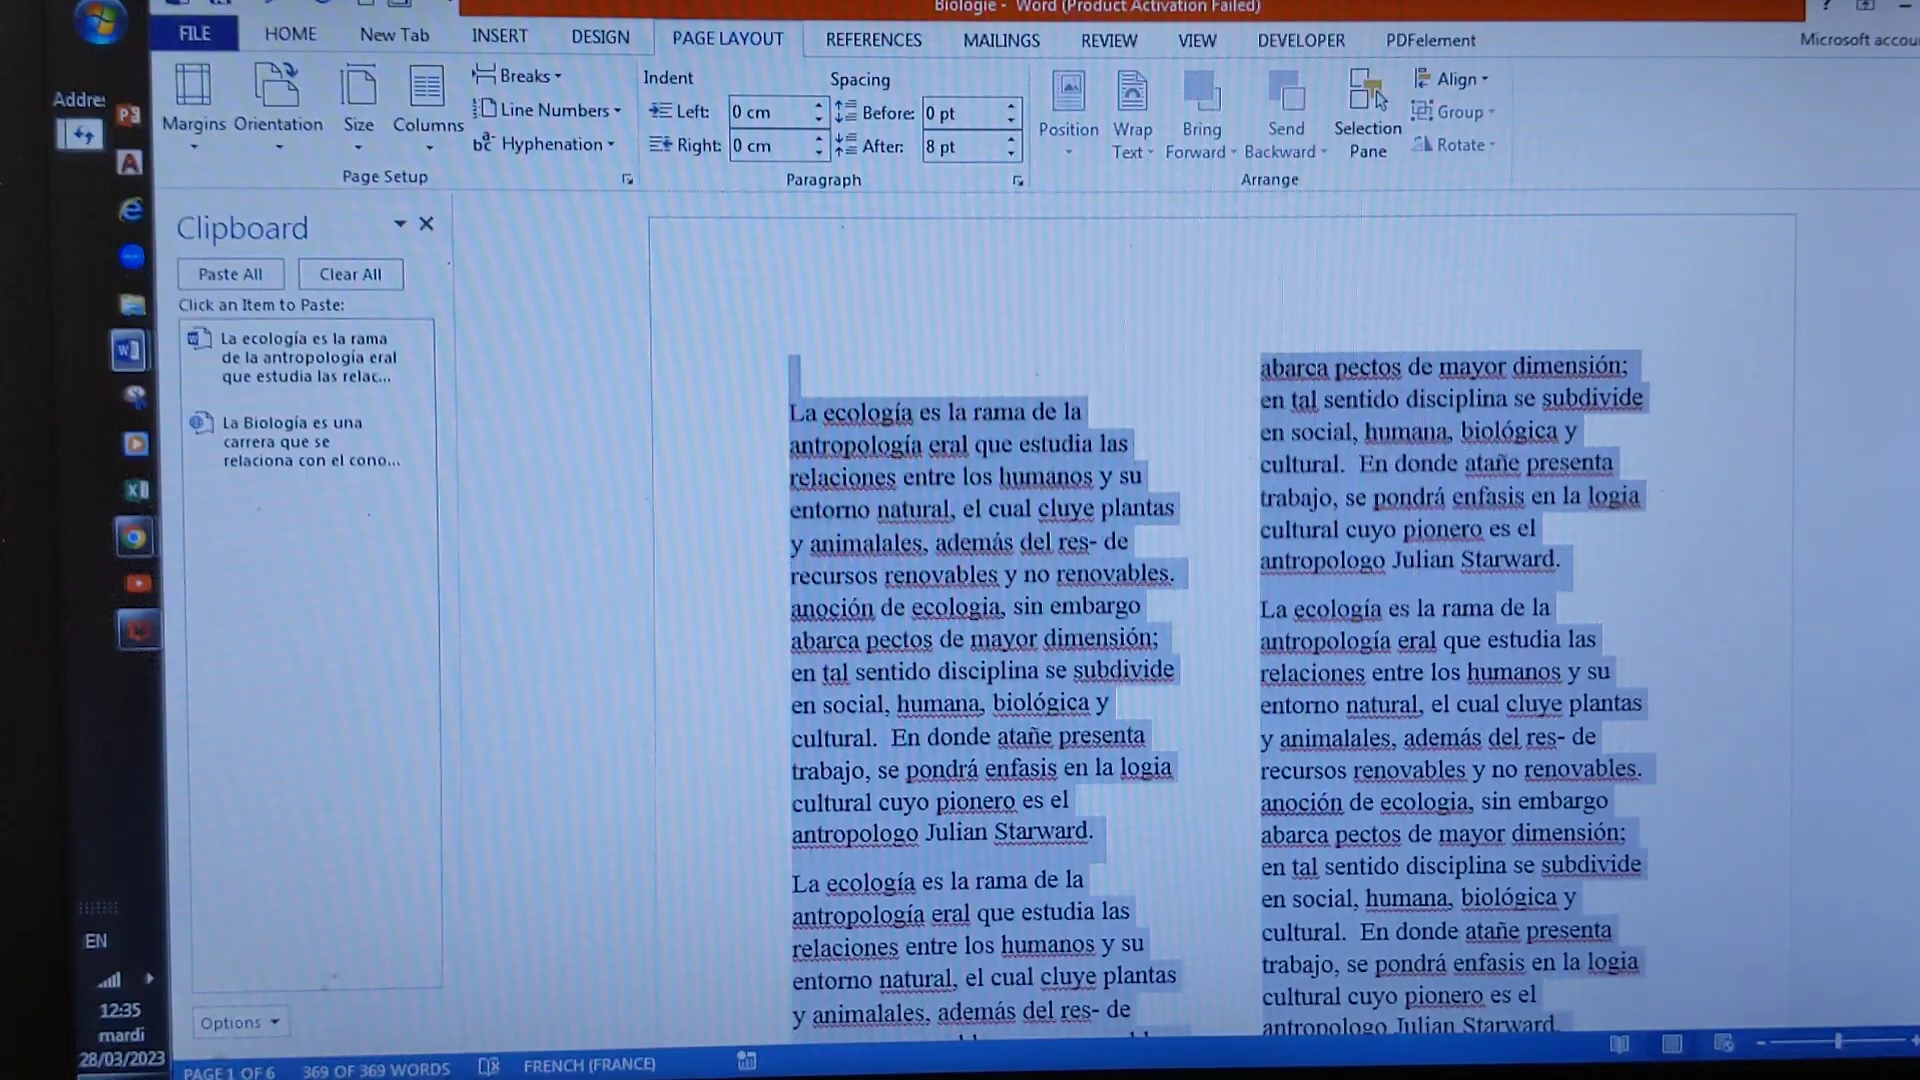 Biologie - Word (Product Activation Failed)
FILE HOME New Tab INSERT DESIGN PAGE LAYOUT REFERENCES MAILINGS REVIEW VIEW DEVELOPER PDFelement
Microsoft accou
Addre
Margins Orientation Size Columns
Breaks
Line Numbers
Hyphenation
Page Setup
Indent
Left: 0 cm
Right: 0 cm
Spacing
Before: 0 pt
After: 8 pt
Paragraph
Position
Wrap Text
Bring Forward
Send Backward
Selection Pane
Align
Group
Rotate
Arrange
Clipboard
Paste All Clear All
Click an Item to Paste:
La ecología es la rama
de la antropología eral
que estudia las relac...
La Biología es una
carrera que se
relaciona con el cono...
Options
La ecología es la rama de la
antropología eral que estudia las
relaciones entre los humanos y su
entorno natural, el cual cluye plantas
y animalales, además del res- de
recursos renovables y no renovables.
anoción de ecologia, sin embargo
abarca pectos de mayor dimensión;
en tal sentido disciplina se subdivide
en social, humana, biológica y
cultural. En donde atañe presenta
trabajo, se pondrá enfasis en la logia
cultural cuyo pionero es el
antropologo Julian Starward.
La ecología es la rama de la
antropología eral que estudia las
relaciones entre los humanos y su
entorno natural, el cual cluye plantas
y animalales, además del res- de
abarca pectos de mayor dimensión;
en tal sentido disciplina se subdivide
en social, humana, biológica y
cultural. En donde atañe presenta
trabajo, se pondrá enfasis en la logia
cultural cuyo pionero es el
antropologo Julian Starward.
La ecología es la rama de la
antropología eral que estudia las
relaciones entre los humanos y su
entorno natural, el cual cluye plantas
y animalales, además del res- de
recursos renovables y no renovables.
anoción de ecologia, sin embargo
abarca pectos de mayor dimensión;
en tal sentido disciplina se subdivide
en social, humana, biológica y
cultural. En donde atañe presenta
trabajo, se pondrá enfasis en la logia
cultural cuyo pionero es el
antropologo Julian Starward.
EN
12:35
mardi
28/03/2023
PAGE 1 OF 6 369 OF 369 WORDS FRENCH (FRANCE)